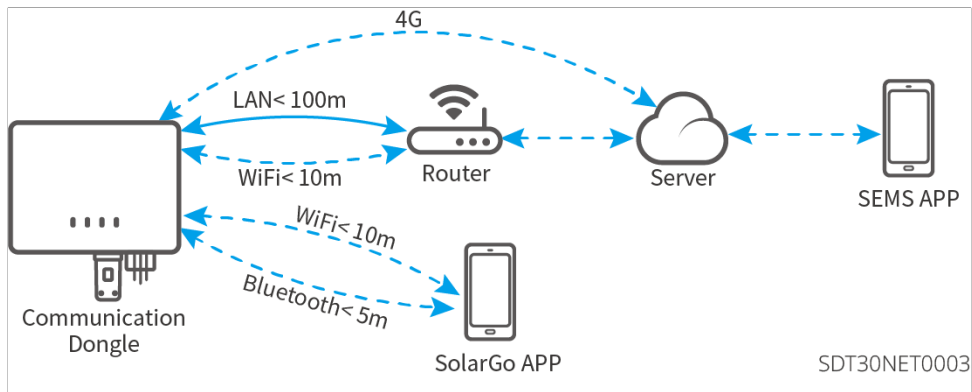 4G
LAN< 100m
WiFi< 10m
Router
Server
SEMS APP
WiFi< 10m
Bluetooth< 5m
Communication
Dongle
SolarGo APP
SDT30NET0003